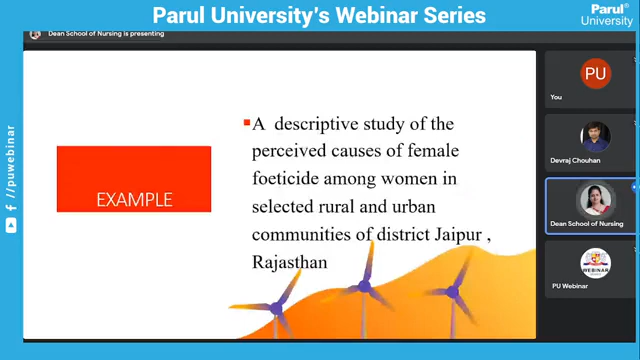 Parul University's Webinar Series
Parul®
University
Dean School of Nursing is presenting
//puwebinar
EXAMPLE
A descriptive study of the
perceived causes of female
foeticide among women in
selected rural and urban
communities of district Jaipur ,
Rajasthan
PU
You
Devraj Chouhan
Dean School of Nursing
WEBINAR
PU Webinar